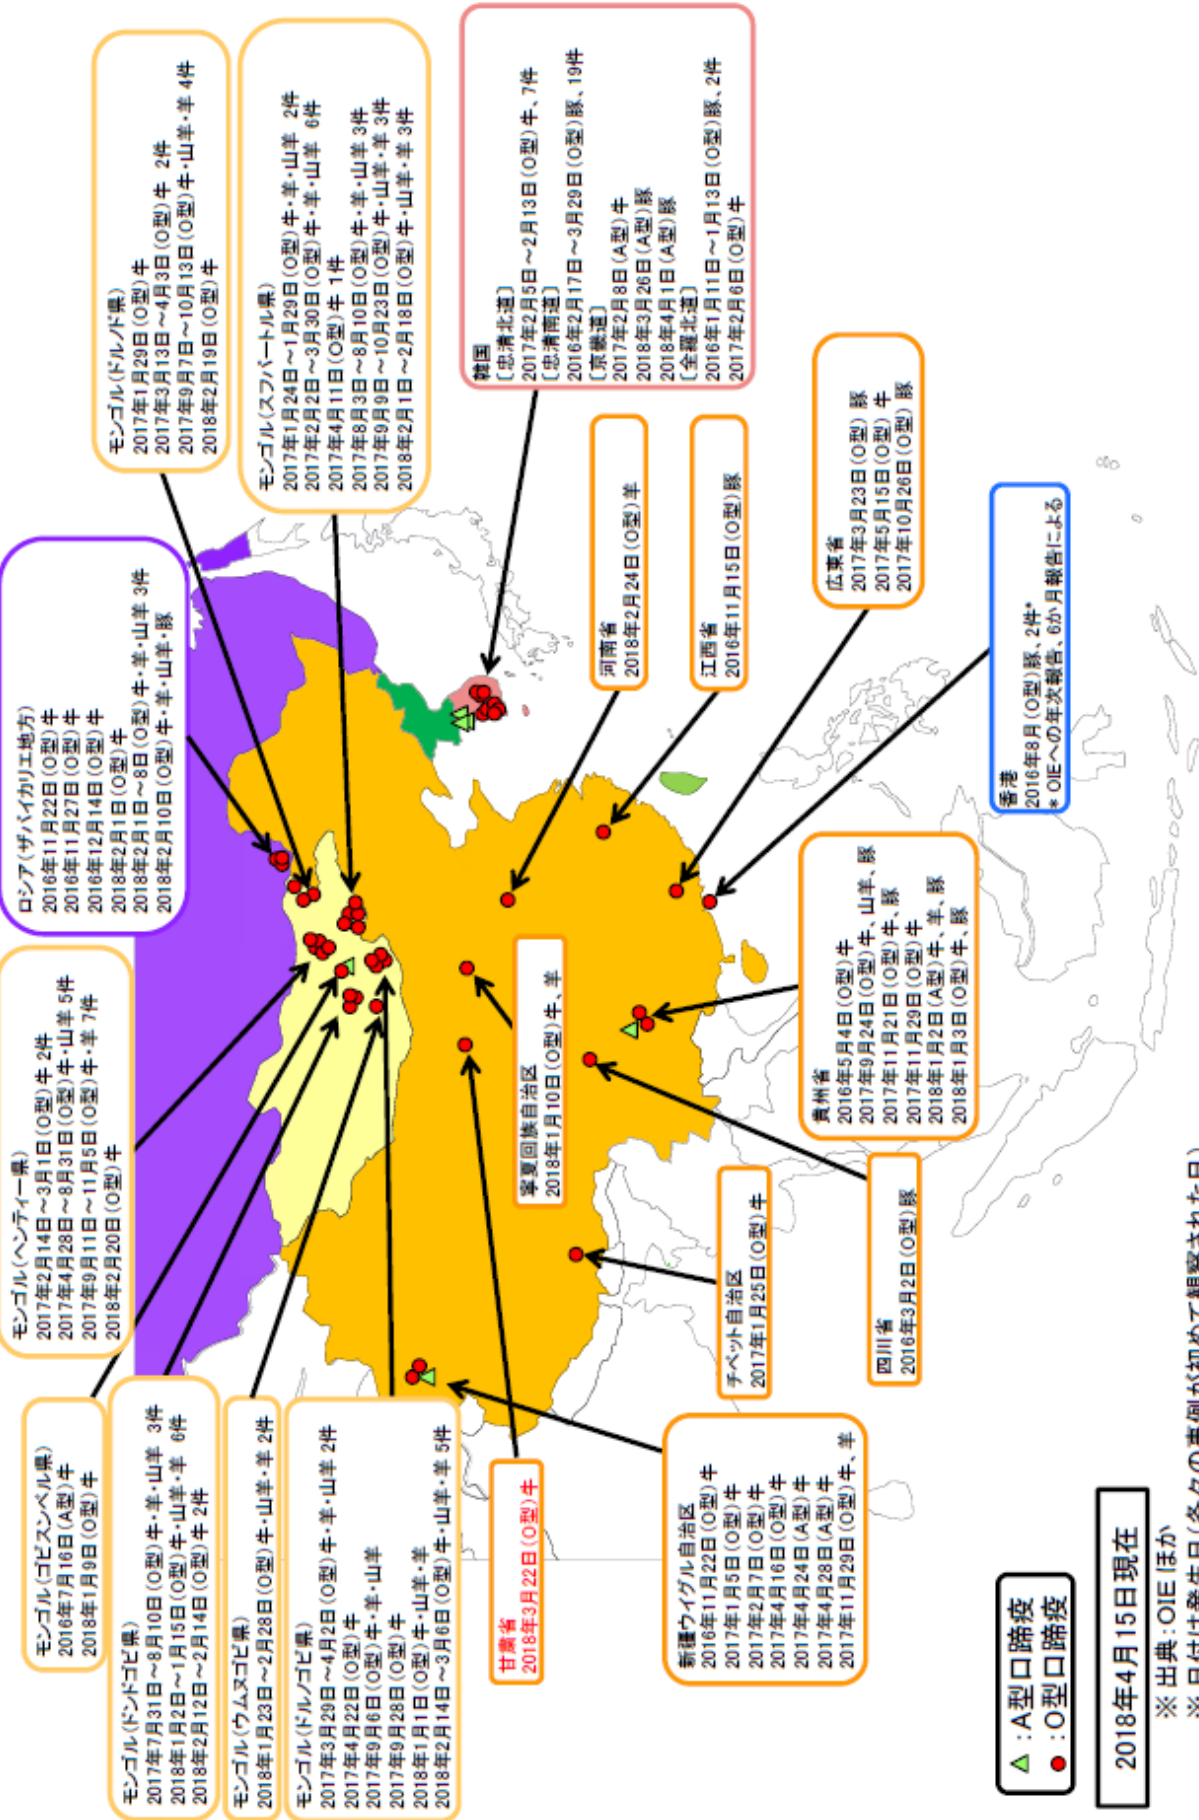 モンゴル(ゴビスンベル県)
2016年7月16日(A型)牛
2018年1月9日(O型)牛
モンゴル(ドンドゴビ県)
2017年7月31日～8月10日(O型)牛・羊・山羊 3件
2018年1月2日～1月15日(O型)牛・山羊・羊 6件
2018年2月12日～2月14日(O型)牛 2件
モンゴル(ウムヌゴビ県)
2018年1月23日～2月28日(O型)牛・山羊・羊 2件
モンゴル(ドルノゴビ県)
2017年3月29日～4月2日(O型)牛・羊・山羊 2件
2017年4月22日(O型)牛
2017年9月6日(O型)牛・羊・山羊
2017年9月28日(O型)牛
2018年1月1日(O型)牛・山羊・羊
2018年2月14日～3月6日(O型)牛・山羊・羊 5件
モンゴル(ヘンティー県)
2017年2月14日～3月1日(O型)牛 2件
2017年4月28日～8月31日(O型)牛・山羊 5件
2017年9月11日～11月5日(O型)牛・羊 7件
2018年2月20日(O型)牛
ロシア(ザバイカリエ地方)
2016年11月22日(O型)牛
2016年11月27日(O型)牛
2016年12月14日(O型)牛
2018年2月1日(O型)牛
2018年2月1日～8日(O型)牛・羊・山羊 3件
2018年2月10日(O型)牛・羊・山羊・豚
モンゴル(ドルノド県)
2017年1月29日(O型)牛
2017年3月13日～4月3日(O型)牛 2件
2017年9月7日～10月13日(O型)牛・山羊・羊 4件
2018年2月19日(O型)牛
モンゴル(スフバートル県)
2017年1月24日～1月29日(O型)牛・羊・山羊 2件
2017年2月2日～3月30日(O型)牛・羊・山羊 6件
2017年4月11日(O型)牛 1件
2017年8月3日～8月10日(O型)牛・羊・山羊 3件
2017年9月9日～10月23日(O型)牛・山羊・羊 3件
2018年2月1日～2月18日(O型)牛・山羊・羊 3件
韓国
[忠清北道]
2017年2月5日～2月13日(O型)牛、7件
[忠清南道]
2016年2月17日～3月29日(O型)豚、19件
[京畿道]
2017年2月8日(A型)牛
2018年3月26日(A型)豚
2018年4月1日(A型)豚
[全羅北道]
2016年1月11日～1月13日(O型)豚、2件
2017年2月6日(O型)牛
甘粛省
2018年3月22日(O型)牛
寧夏回族自治区
2018年1月10日(O型)牛、羊
河南省
2018年2月24日(O型)羊
江西省
2016年11月15日(O型)豚
新疆ウイグル自治区
2016年11月22日(O型)牛
2017年1月5日(O型)牛
2017年2月7日(O型)牛
2017年4月16日(O型)牛
2017年4月24日(A型)牛
2017年4月28日(A型)牛
2017年11月29日(O型)牛、羊
チベット自治区
2017年1月25日(O型)牛
四川省
2016年3月2日(O型)豚
貴州省
2016年5月4日(O型)牛
2017年9月24日(O型)牛、山羊、豚
2017年11月21日(O型)牛、豚
2017年11月29日(O型)牛
2018年1月2日(A型)牛、羊、豚
2018年1月3日(O型)牛、豚
広東省
2017年3月23日(O型)豚
2017年5月15日(O型)牛
2017年10月26日(O型)豚
香港
2016年8月(O型)豚、2件*
* OIEへの年次報告、6か月報告による
:A型口蹄疫
:O型口蹄疫
2018年4月15日現在
※ 出典:OIE ほか
※ 日付は発生日(各々の事例が初めて観察された日)